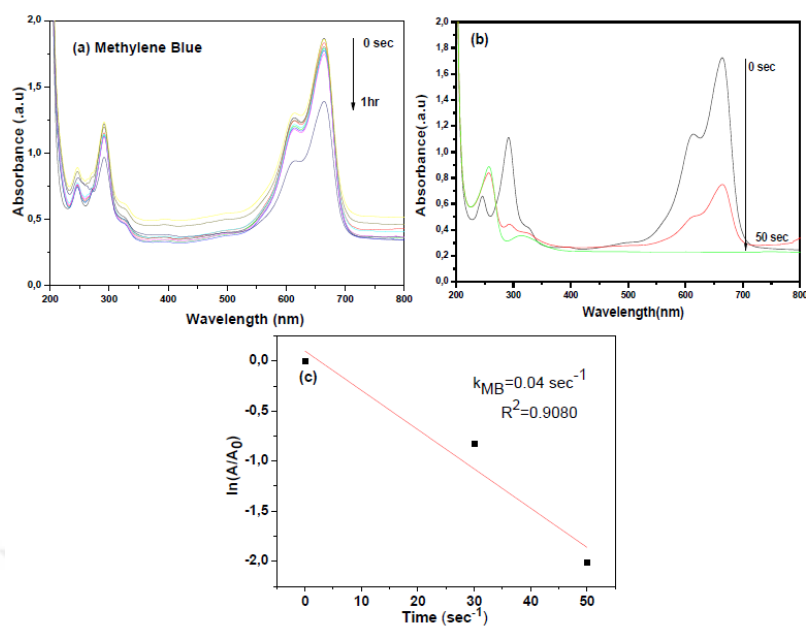 (a) Methylene Blue
0 sec
1hr
Absorbance (.a.u)
2,0
1,5
1,0
0,5
0,0
200 300 400 500 600 700 800
Wavelength (nm)
(b)
0 sec
50 sec
Absorbance(.a.u)
2,0
1,8
1,6
1,4
1,2
1,0
0,8
0,6
0,4
0,2
0,0
200 300 400 500 600 700 800
Wavelength(nm)
(c)
k_MB=0.04 sec⁻¹
R²=0.9080
ln(A/A₀)
0,0
-0,5
-1,0
-1,5
-2,0
0 10 20 30 40 50
Time (sec⁻¹)